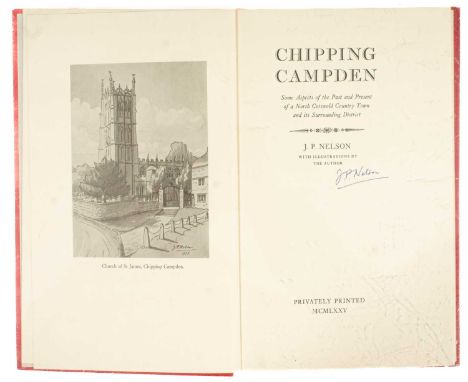 Church of St James, Chipping Campden.
CHIPPING
CAMPDEN
Some Aspects of the Past and Present
of a North Cotswold Country Town
and its Surrounding District
J. P. NELSON
WITH ILLUSTRATIONS BY
THE AUTHOR
J P Nelson
PRIVATELY PRINTED
MCMLXXV